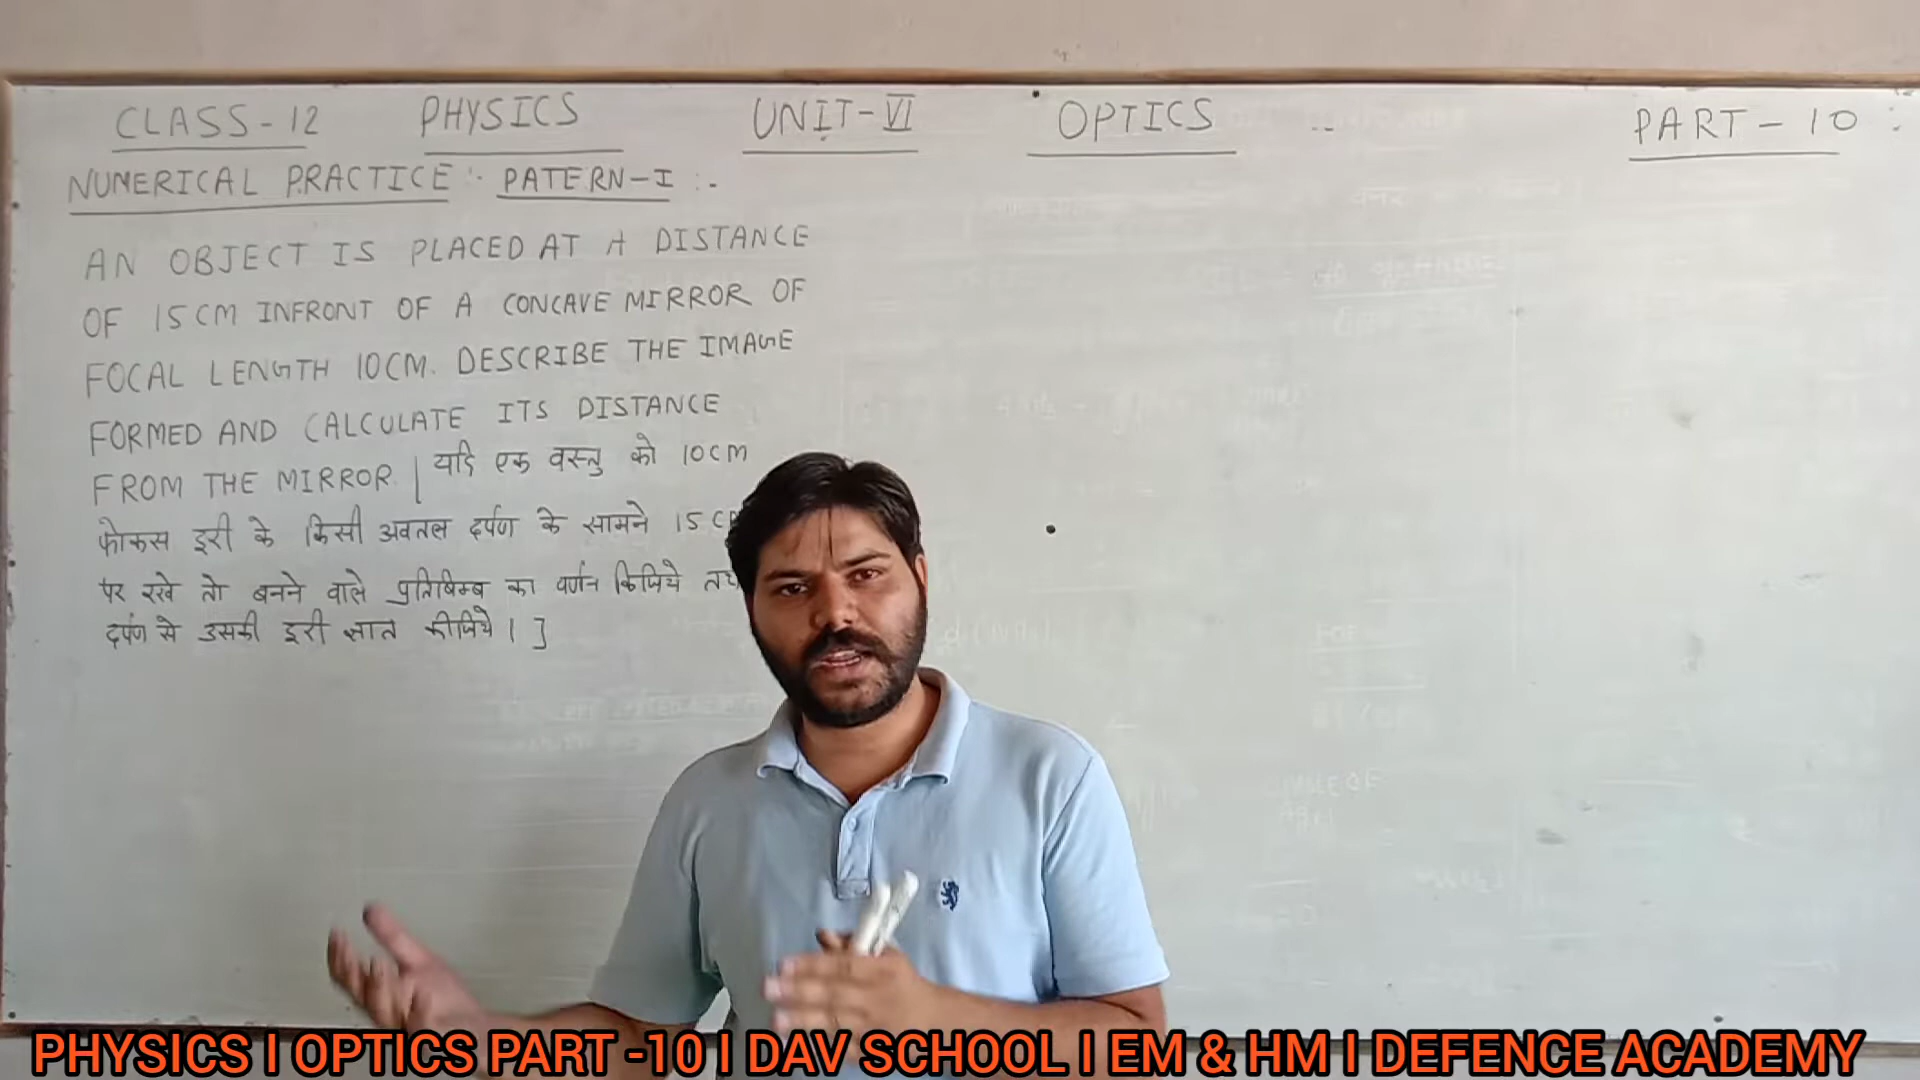 CLASS-12 PHYSICS UNIT-VI OPTICS PART-10
NUMERICAL PRACTICE :- PATERN-I :-
AN OBJECT IS PLACED AT A DISTANCE
OF 15CM INFRONT OF A CONCAVE MIRROR OF
FOCAL LENGTH 10CM. DESCRIBE THE IMAGE
FORMED AND CALCULATE ITS DISTANCE
FROM THE MIRROR. | यदि एक वस्तु को 10CM
फोकस दूरी के किसी अवतल दर्पण के सामने 15
पर रखे तो बनने वाले प्रतिबिम्ब का वर्णन किजिये
दर्पण से उसकी दूरी ज्ञात कीजिये । ]
PHYSICS I OPTICS PART -10 I DAV SCHOOL I EM & HM I DEFENCE ACADEMY